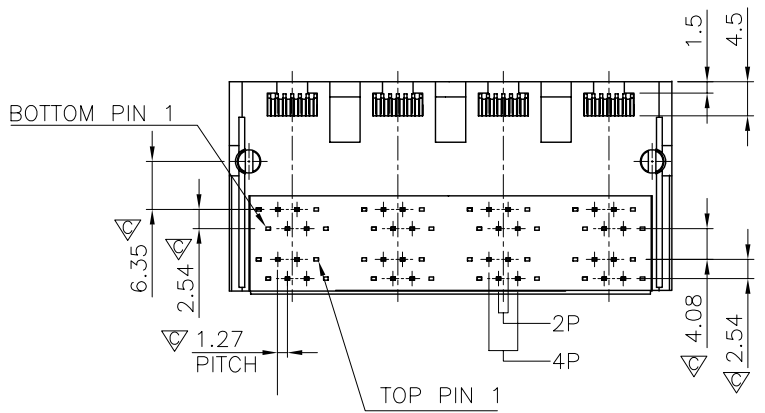 1.5
4.5
BOTTOM PIN 1
6.35
C
2.54
C
C 1.27
PITCH
2P
4P
4.08
C
2.54
C
TOP PIN 1